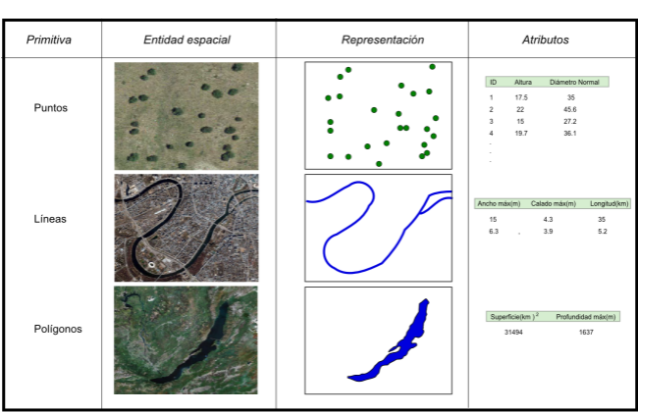 Primitiva Entidad espacial Representación Atributos
Puntos
ID Altura Diámetro Normal
1 17.5 35
2 22 45.6
3 15 27.2
4 19.7 36.1
.
.
.
Líneas
Ancho máx(m) Calado máx(m) Longitud(km)
15 4.3 35
6.3 . 3.9 5.2
Polígonos
Superficie(km )2 Profundidad máx(m)
31494 1637